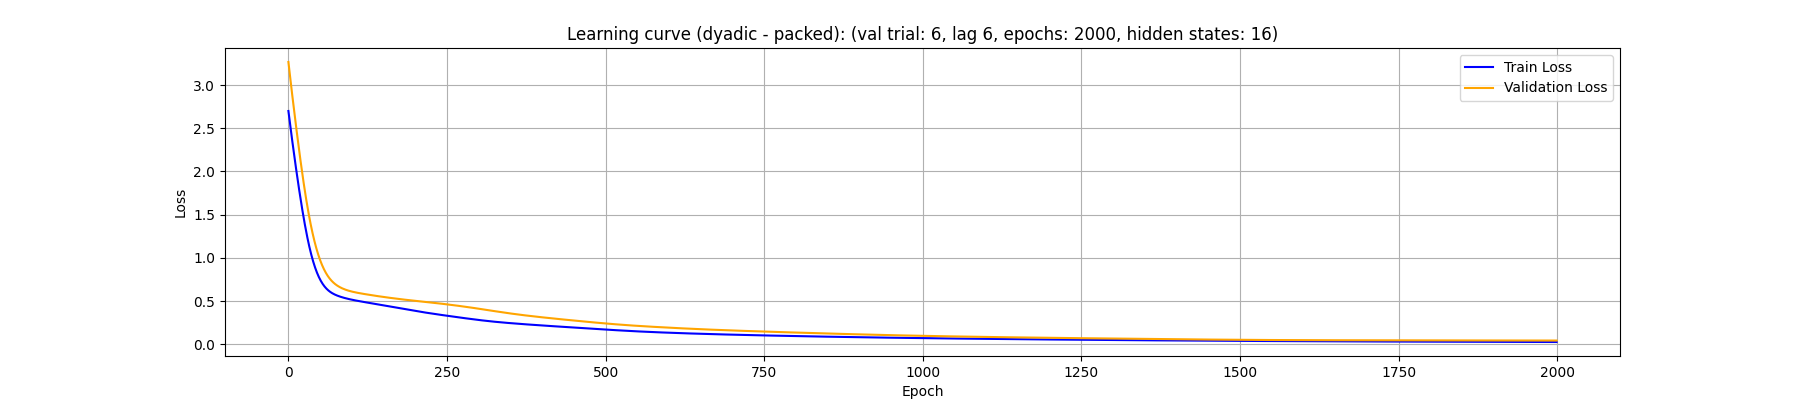 Learning curve (dyadic - packed): (val trial: 6, lag 6, epochs: 2000, hidden states: 16)
Train Loss
Validation Loss
Loss
3.0
2.5
2.0
1.5
1.0
0.5
0.0
0 250 500 750 1000 1250 1500 1750 2000
Epoch